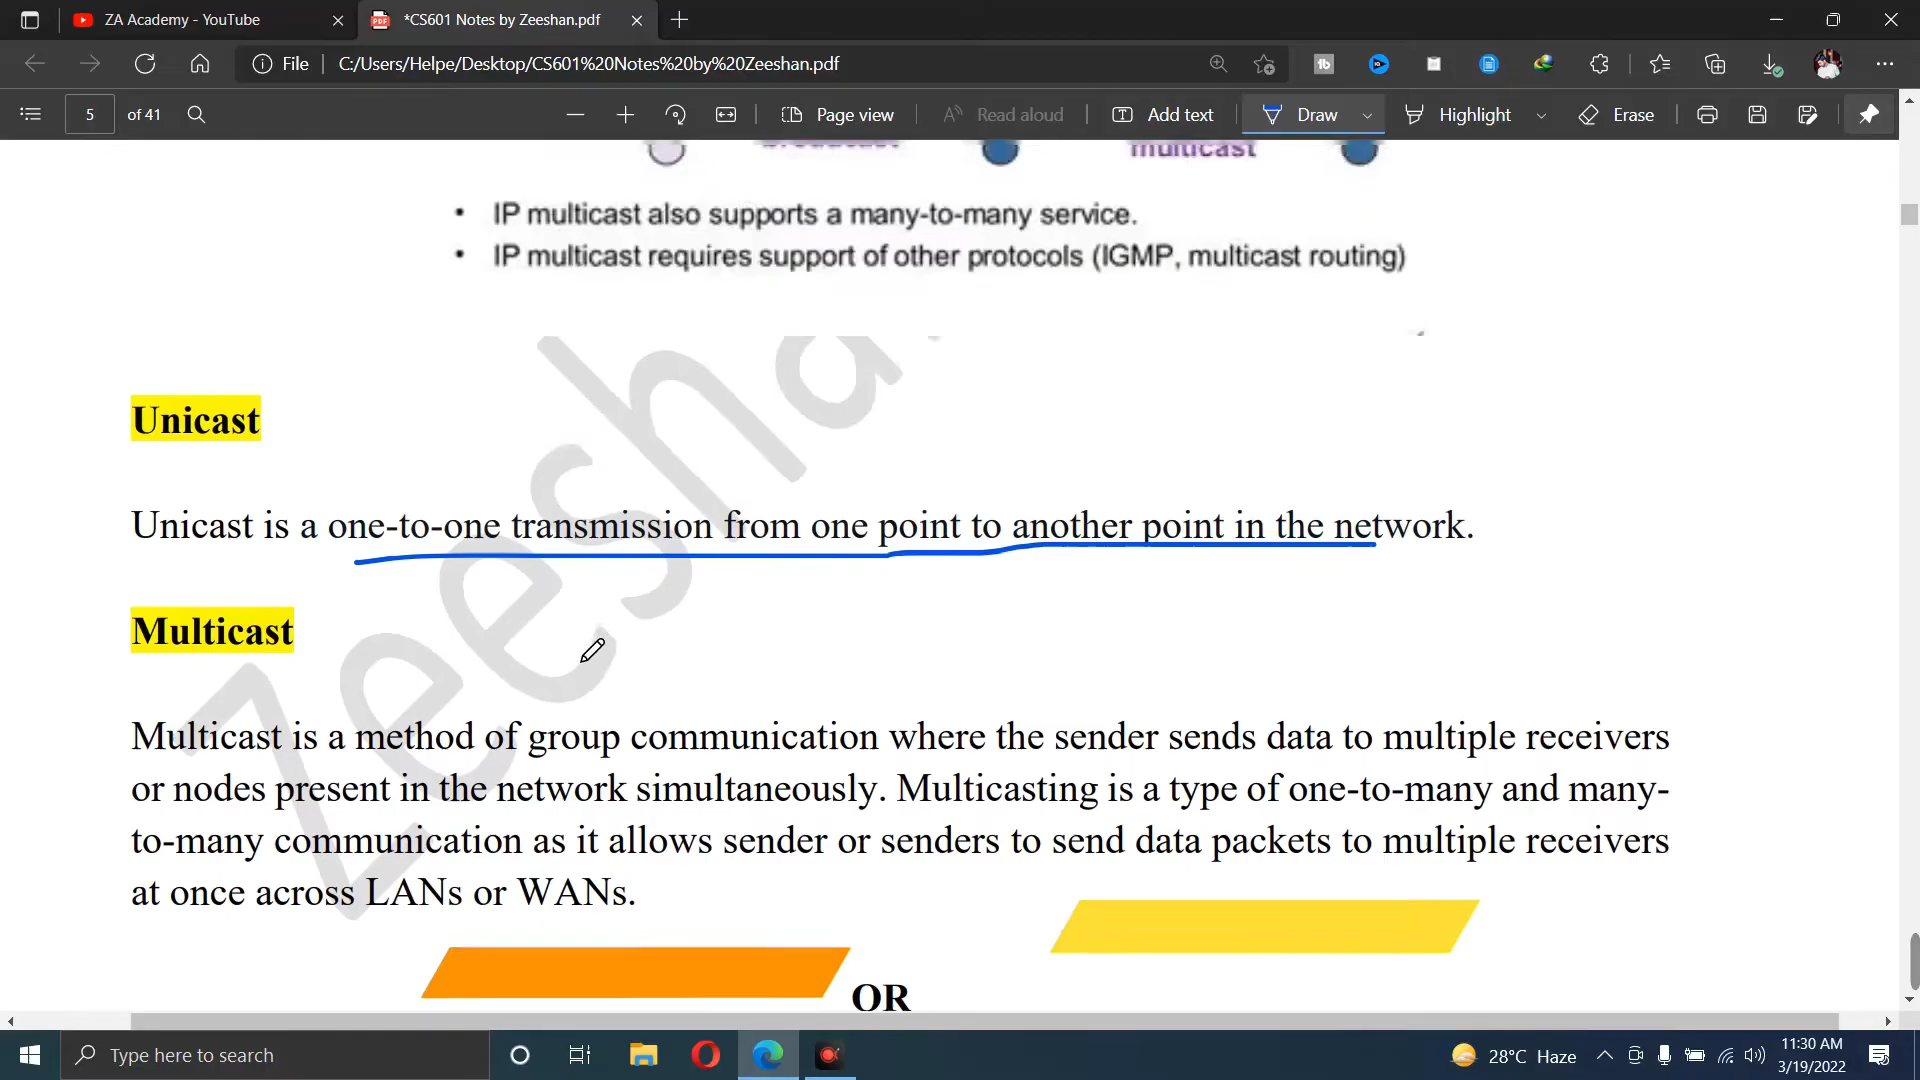 ZA Academy - YouTube
*CS601 Notes by Zeeshan.pdf
File
C:/Users/Helpe/Desktop/CS601%20Notes%20by%20Zeeshan.pdf
5 of 41
Page view
Read aloud
Add text
Draw
Highlight
Erase
broadcast
multicast
• IP multicast also supports a many-to-many service.
• IP multicast requires support of other protocols (IGMP, multicast routing)
Unicast
Unicast is a one-to-one transmission from one point to another point in the network.
Multicast
Multicast is a method of group communication where the sender sends data to multiple receivers
or nodes present in the network simultaneously. Multicasting is a type of one-to-many and many-
to-many communication as it allows sender or senders to send data packets to multiple receivers
at once across LANs or WANs.
OR
Type here to search
28°C Haze
11:30 AM
3/19/2022